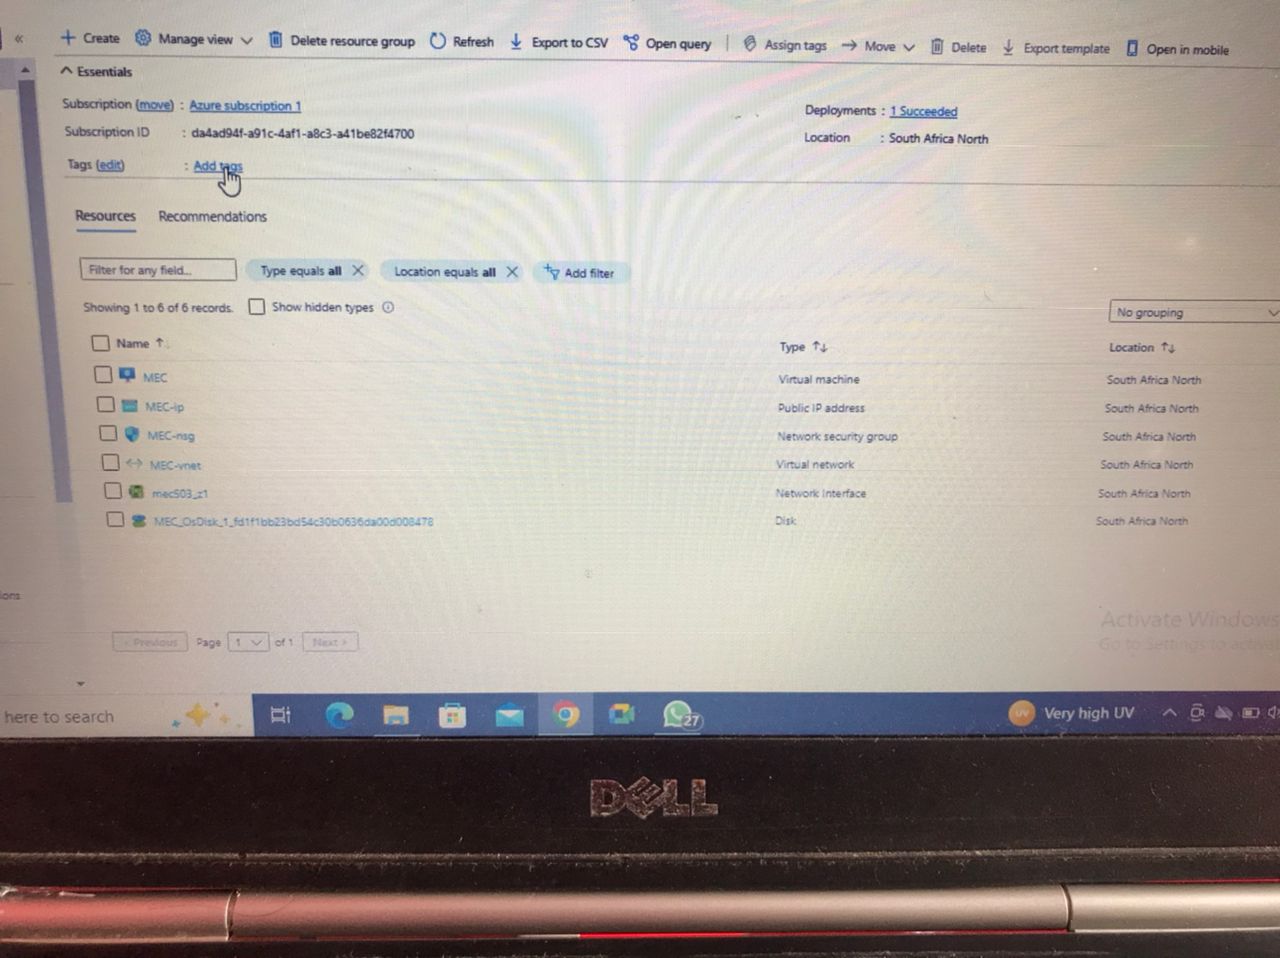 « + Create Manage view Delete resource group Refresh Export to CSV Open query Assign tags Move Delete Export template Open in mobile
Essentials
Subscription (move) : Azure subscription 1
Deployments : 1 Succeeded
Subscription ID : da4ad94f-a91c-4af1-a8c3-a41be82f4700
Location : South Africa North
Tags (edit) : Add tags
Resources Recommendations
Filter for any field... Type equals all X Location equals all X Add filter
Showing 1 to 6 of 6 records. Show hidden types
No grouping
Name ↑↓ Type ↑↓ Location ↑↓
MEC Virtual machine South Africa North
MEC-ip Public IP address South Africa North
MEC-nsg Network security group South Africa North
MEC-vnet Virtual network South Africa North
mec503_z1 Network Interface South Africa North
MEC_OsDisk_1_fd1f1bb23bd54c30b0636da00d008478 Disk South Africa North
ions
Activate Windows
Go to Settings to activa
< Previous Page 1 of 1 Next >
here to search
27
UV Very high UV
DELL